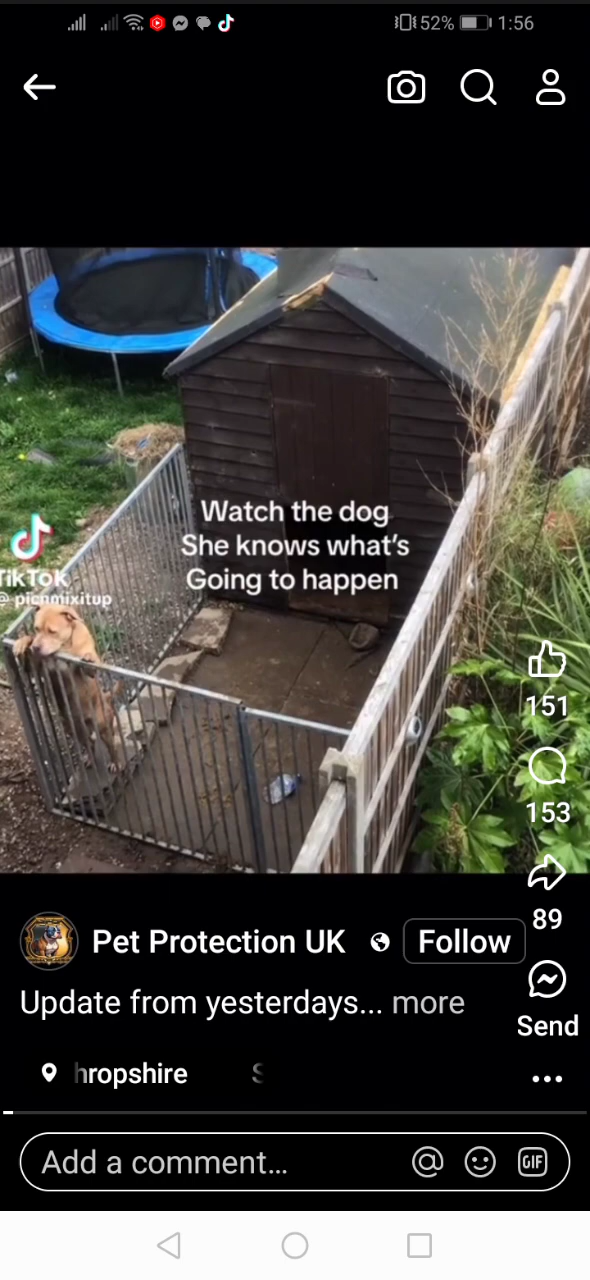 52% 1:56
Watch the dog
She knows what's
Going to happen
TikTok
@ picnmixitup
151
153
89
Pet Protection UK
Follow
Update from yesterdays... more
Send
hropshire
S
Add a comment...
GIF